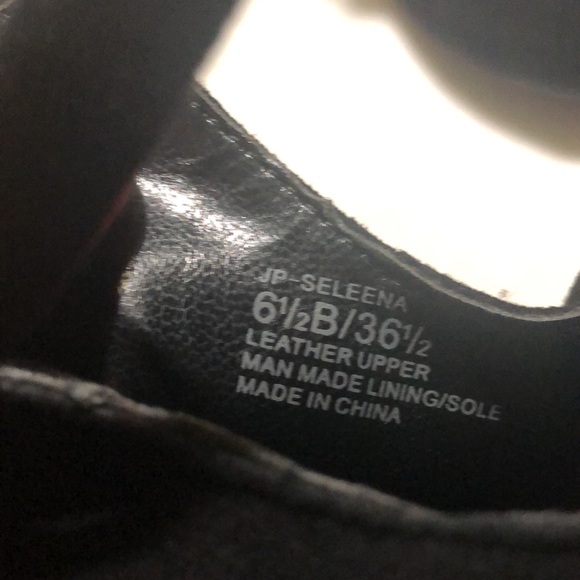 JP-SELEENA
6½B/36½
LEATHER UPPER
MAN MADE LINING/SOLE
MADE IN CHINA